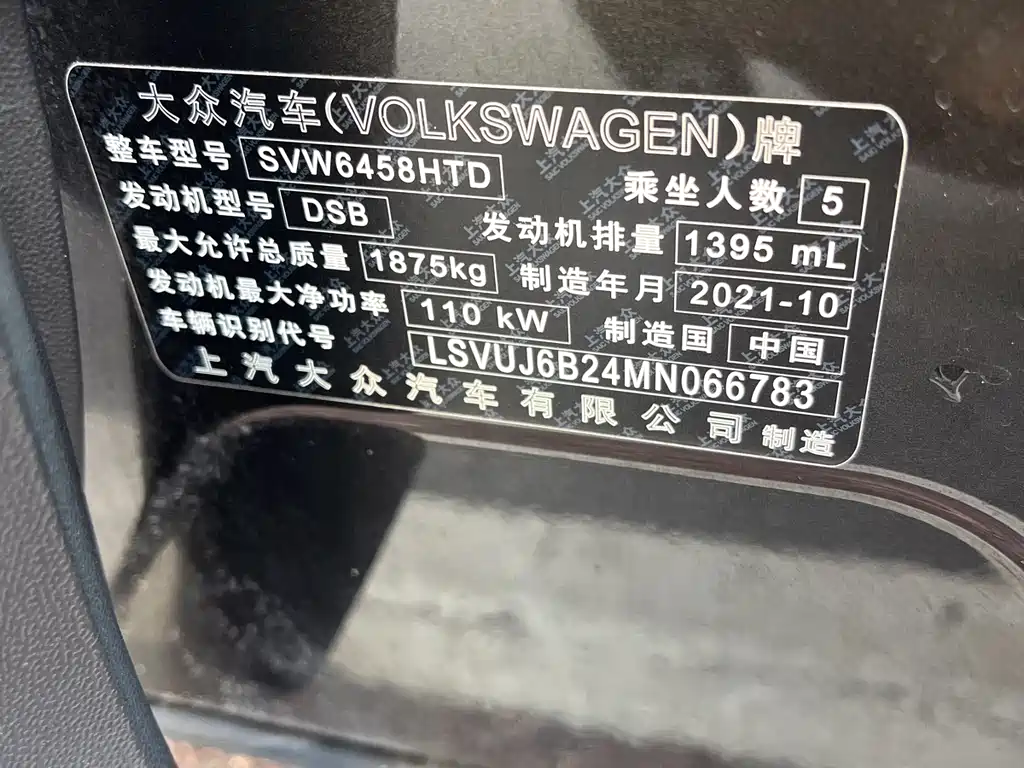 大众汽车(VOLKSWAGEN)牌
整车型号 SVW6458HTD 乘坐人数 5
发动机型号 DSB 发动机排量 1395 mL
最大允许总质量 1875kg 制造年月 2021-10
发动机最大净功率 110 kW 制造国 中国
车辆识别代号 LSVUJ6B24MN066783
上汽大众汽车有限公司 制造